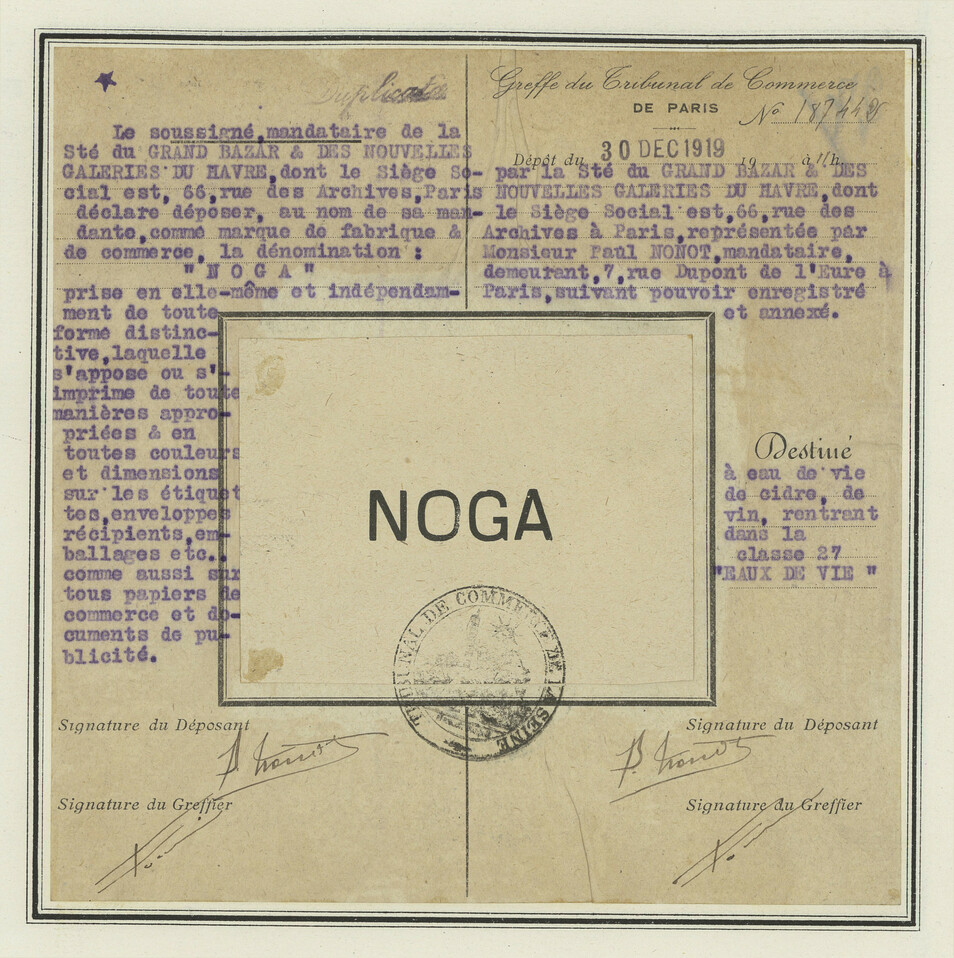 Duplicata
Le soussigné,mandataire de la
Sté du GRAND BAZAR & DES NOUVELLES
GALERIES DU HAVRE,dont le Siège So-
cial est, 66,rue des Archives,Paris
déclare déposer, au nom de sa man-
dante,comme marque de fabrique &
de commerce, la dénomination :
"N O G A"
prise en elle-même et indépendam-
ment de toute
forme distinc-
tive,laquelle
s'appose ou s'-
imprime de toute
manières appro-
priées & en
toutes couleurs
et dimensions
sur les étiquet
tes,enveloppes
récipients,em-
ballages etc..
comme aussi sur
tous papiers de
commerce et do-
cuments de pu-
blicité.
Signature du Déposant
P. Nonot
Signature du Greffier
Greffe du Tribunal de Commerce
DE PARIS
No 187442
Dépôt du 30 DEC 1919 19 à 11h
par la Sté du GRAND BAZAR & DES
NOUVELLES GALERIES DU HAVRE,dont
le Siège Social est,66,rue des
Archives à Paris,représentée par
Monsieur Paul NONOT,mandataire,
demeurant,7,rue Dupont de l'Eure à
Paris,suivant pouvoir enregistré
et annexé.
NOGA
TRIBUNAL DE COMMERCE DE LA SEINE
Destiné
à eau de vie
de cidre, de
vin, rentrant
dans la
classe 27
"EAUX DE VIE "
Signature du Déposant
P. Nonot
Signature du Greffier